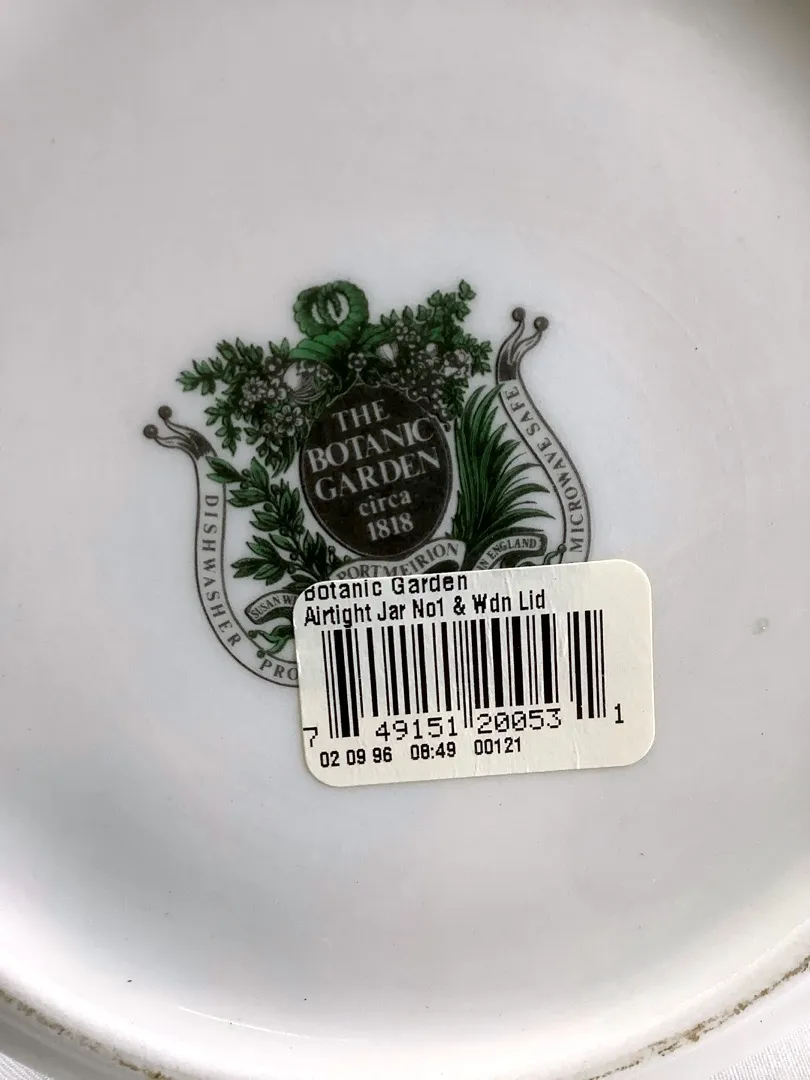 THE
BOTANIC
GARDEN
circa
1818
PORTMEIRION
SUSAN
ENGLAND
DISHWASHER
MICROWAVE SAFE
Botanic Garden
Airtight Jar No1 & Wdn Lid
7 49151 20053 1
02 09 96 08:49 00121